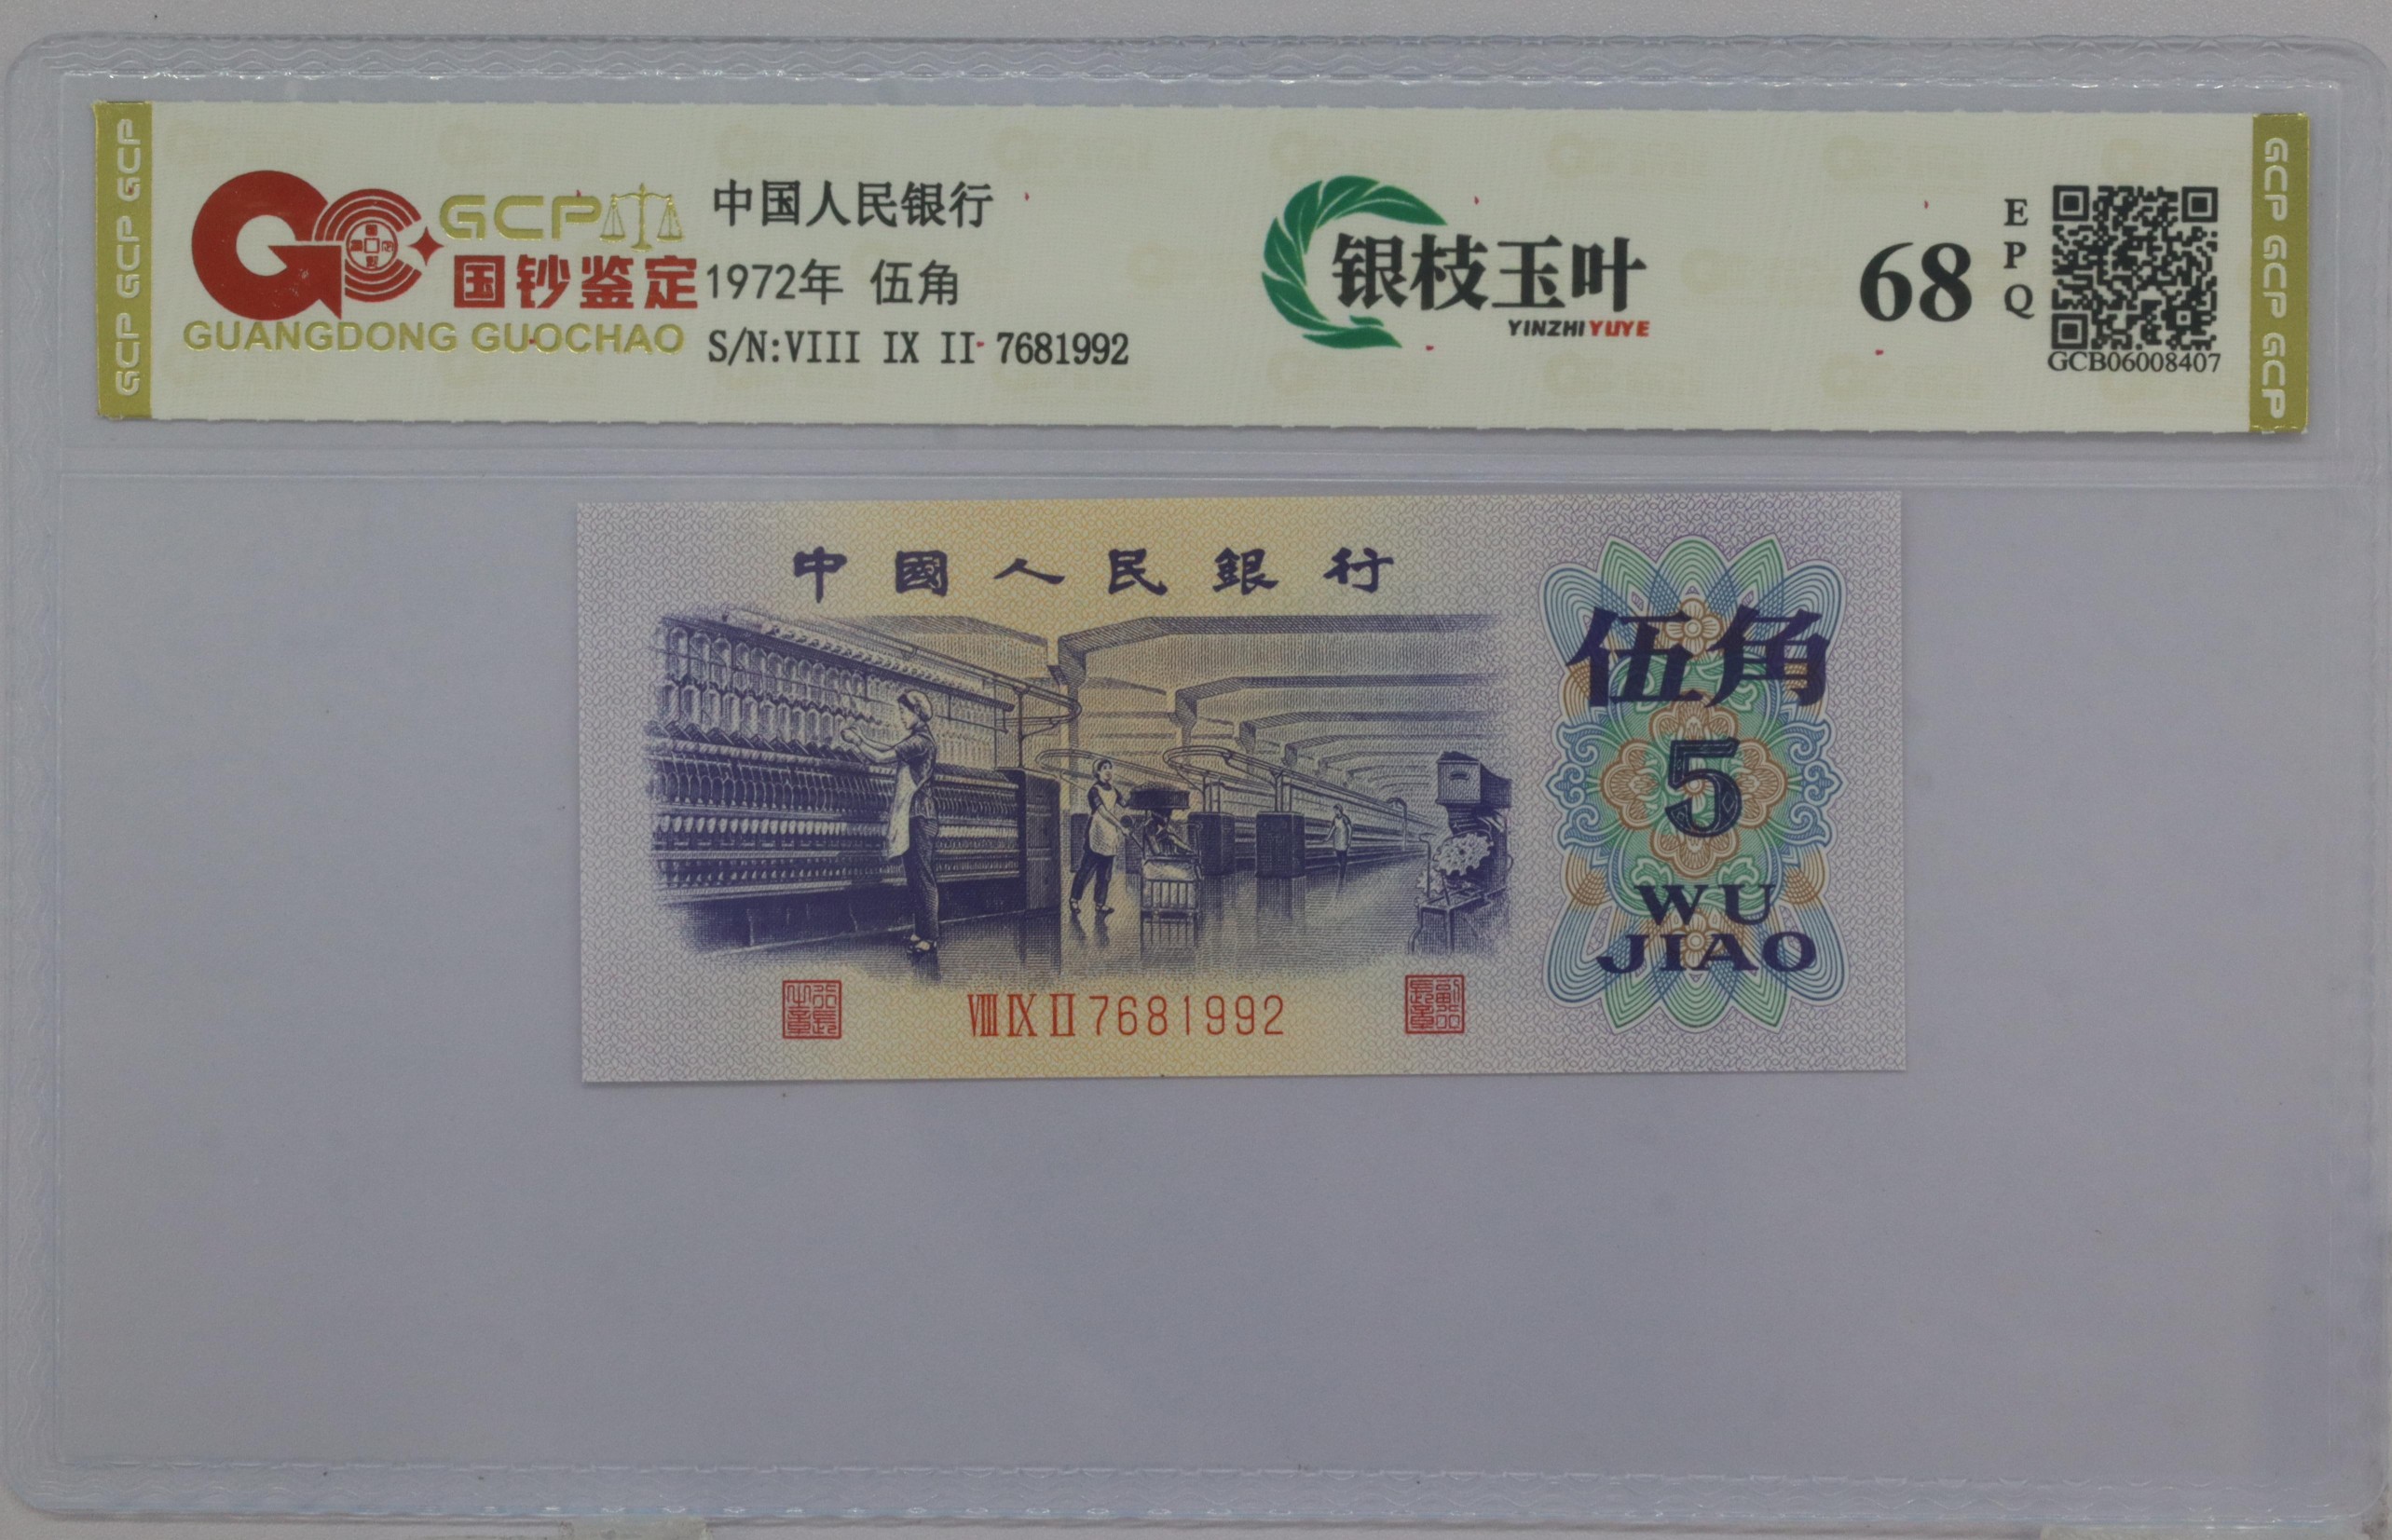 GCP GCP GCP
GCP
国钞鉴定
GUANGDONG GUOCHAO
中国人民银行
1972年 伍角
S/N:VIII IX II 7681992
银枝玉叶
YINZHIYUYE
68
EPQ
GCB06008407
GCP GCP GCP
中國人民銀行
伍角
5
WU
JIAO
VIII IX II 7681992